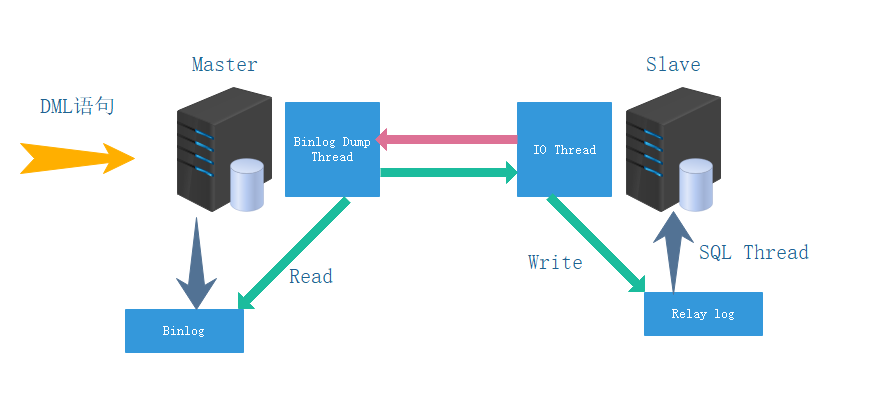 Master
Slave
DML语句
Binlog Dump
Thread
IO Thread
SQL Thread
Write
Read
Relay log
Binlog